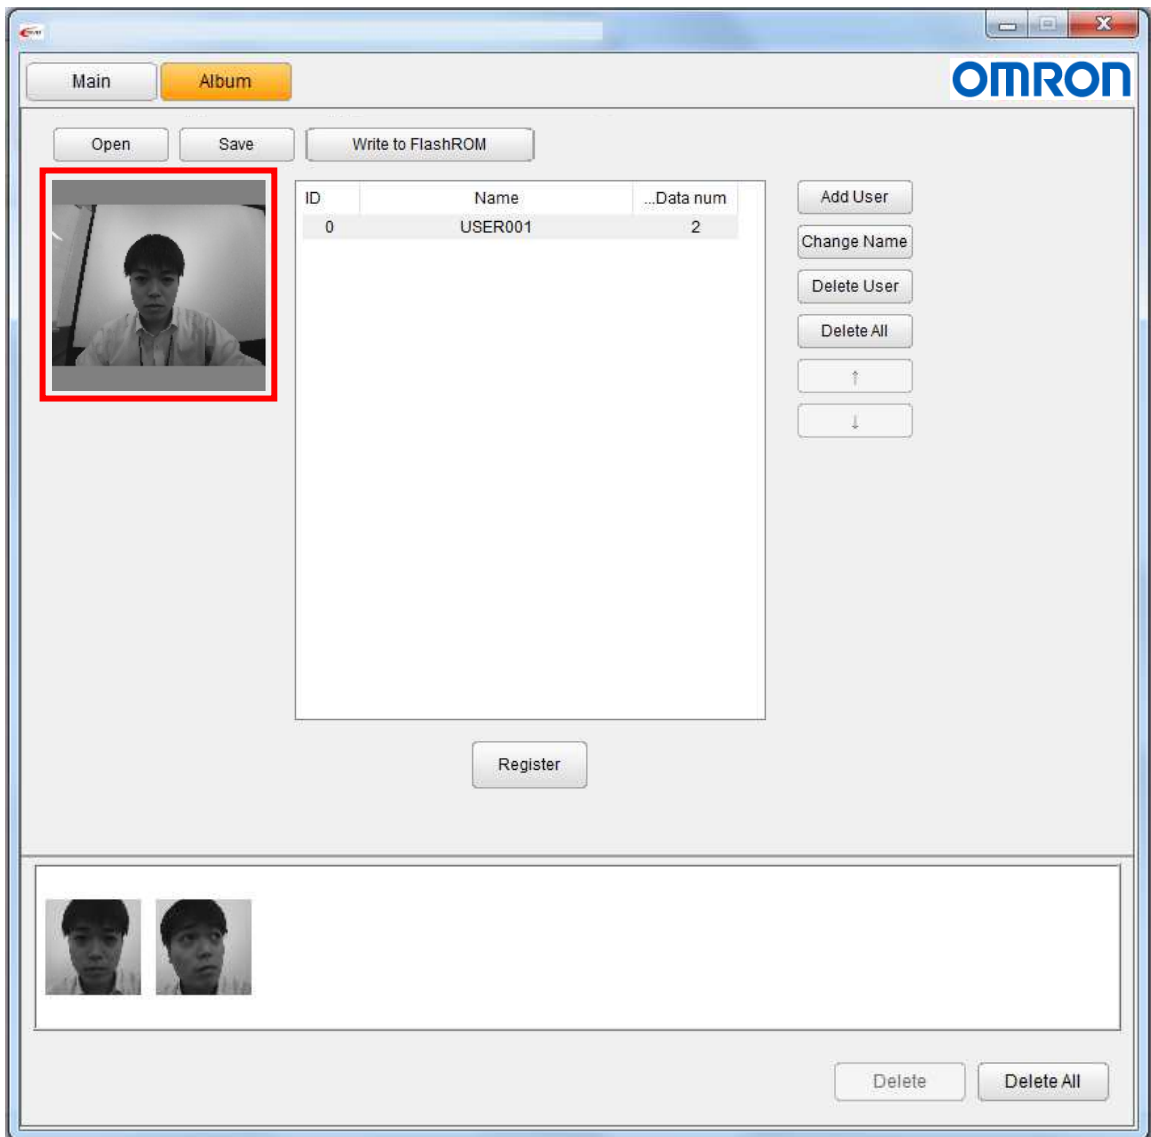 Main Album OMRON
Open Save Write to FlashROM
ID Name ...Data num
0 USER001 2
Add User
Change Name
Delete User
Delete All
↑
↓
Register
Delete Delete All